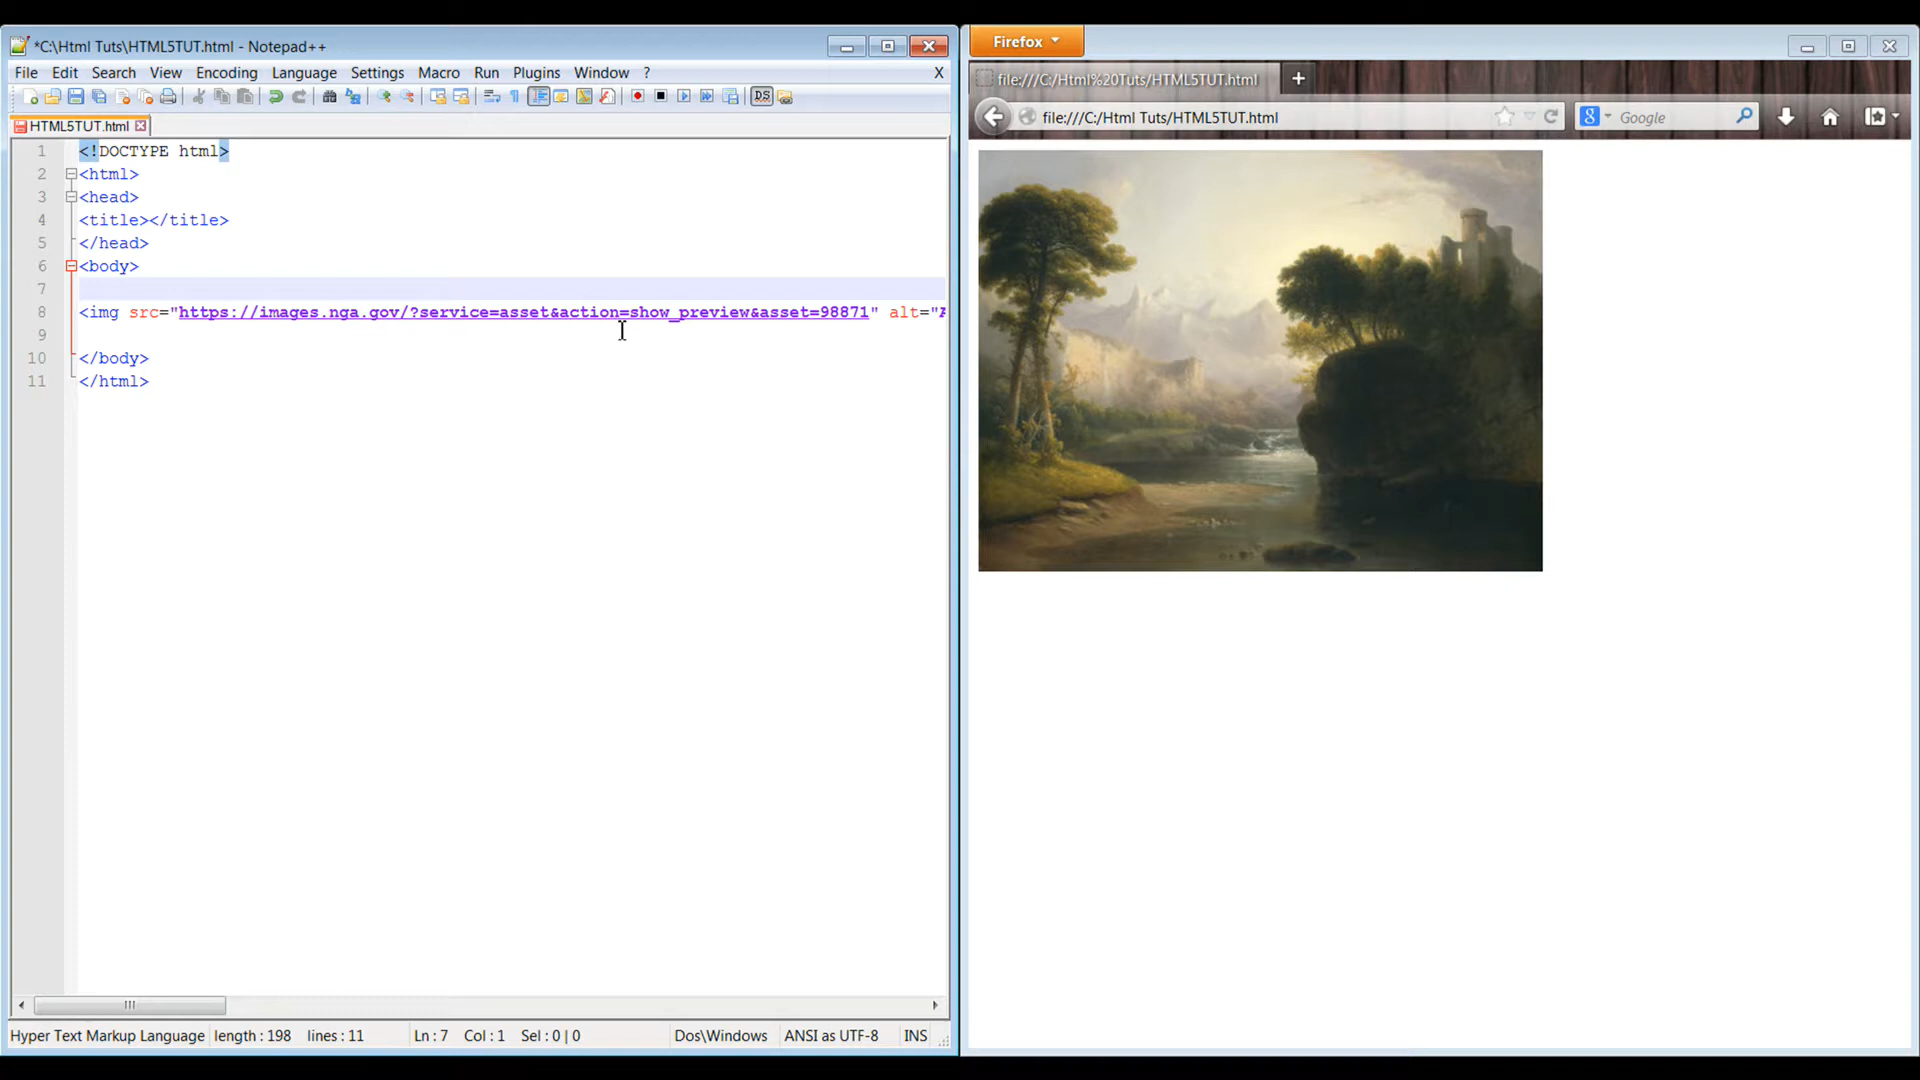 *C:\Html Tuts\HTML5TUT.html - Notepad++
File Edit Search View Encoding Language Settings Macro Run Plugins Window ? X
HTML5TUT.html
1 <!DOCTYPE html>
2 <html>
3 <head>
4 <title></title>
5 </head>
6 <body>
7
8 <img src="https://images.nga.gov/?service=asset&action=show_preview&asset=98871" alt="A
9
10 </body>
11 </html>
Hyper Text Markup Language length : 198 lines : 11 Ln : 7 Col : 1 Sel : 0 | 0 Dos\Windows ANSI as UTF-8 INS
Firefox
file:///C:/Html%20Tuts/HTML5TUT.html
file:///C:/Html Tuts/HTML5TUT.html
Google